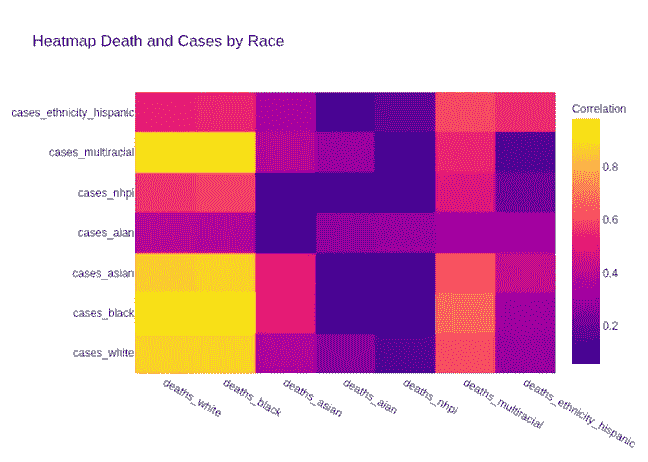 Heatmap Death and Cases by Race
Correlation
cases_ethnicity_hispanic
cases_multiracial
cases_nhpi
cases_aian
cases_asian
cases_black
cases_white
0.8
0.6
0.4
0.2
deaths_white
deaths_black
deaths_asian
deaths_aian
deaths_nhpi
deaths_multiracial
deaths_ethnicity_hispanic